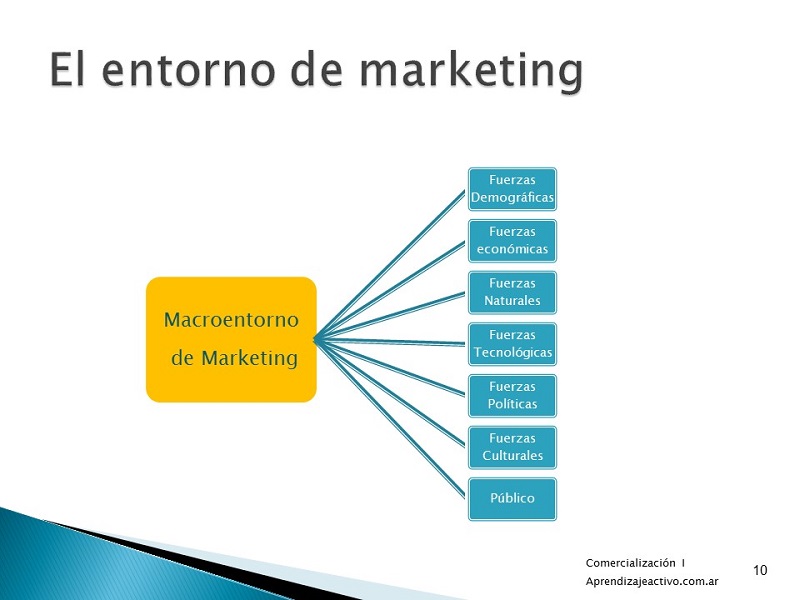 El entorno de marketing
Macroentorno
de Marketing
Fuerzas
Demográficas
Fuerzas
económicas
Fuerzas
Naturales
Fuerzas
Tecnológicas
Fuerzas
Políticas
Fuerzas
Culturales
Público
Comercialización I
Aprendizajeactivo.com.ar
10